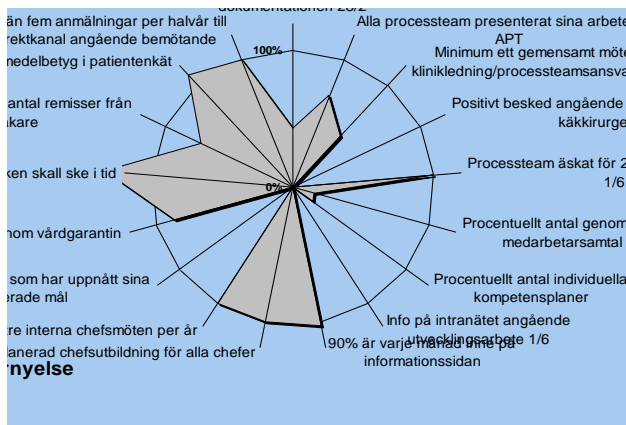 dokumentationen 28/2
än fem anmälningar per halvår till
rektkanal angående bemötande
medelbetyg i patientenkät
antal remisser från
kare
ken skall ske i tid
nom vårdgarantin
som har uppnått sina
erade mål
tre interna chefsmöten per år
lanerad chefsutbildning för alla chefer
rnyelse
100%
0%
Alla processteam presenterat sina arbete
APT
Minimum ett gemensamt möte
klinikledning/processteamsansva
Positivt besked angående
käkkirurge
Processteam äskat för 2
1/6
Procentuellt antal genom
medarbetarsamtal
Procentuellt antal individuella
kompetensplaner
Info på intranätet angående
utvecklingsarbete 1/6
90% är varje månad inne på
informationssidan